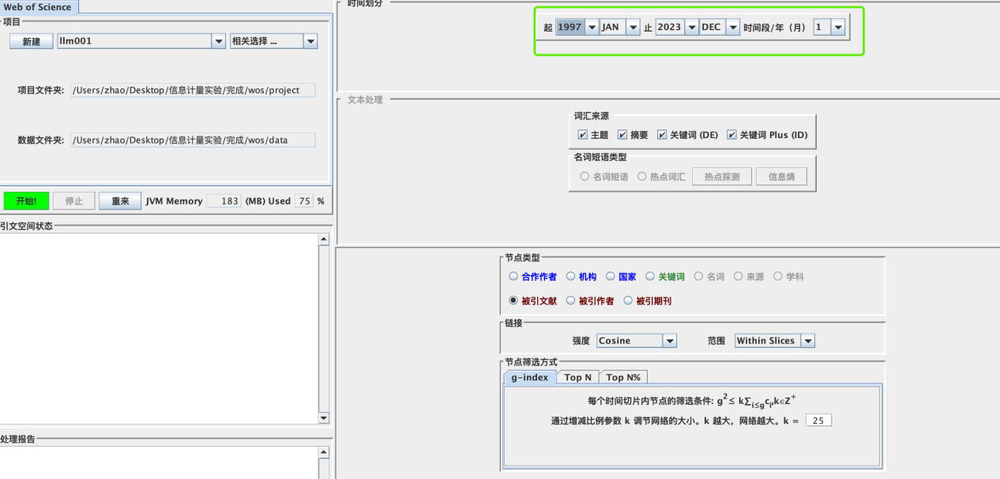 Web of Science
项目
新建 llm001 相关选择 ...
项目文件夹: /Users/zhao/Desktop/信息计量实验/完成/wos/project
数据文件夹: /Users/zhao/Desktop/信息计量实验/完成/wos/data
开始! 停止 重来 JVM Memory 183 (MB) Used 75 %
引文空间状态
处理报告
时间划分
起 1997 JAN 止 2023 DEC 时间段/年（月） 1
文本处理
词汇来源
主题 摘要 关键词 (DE) 关键词 Plus (ID)
名词短语类型
名词短语 热点词汇 热点探测 信息熵
节点类型
合作作者 机构 国家 关键词 名词 来源 学科
被引文献 被引作者 被引期刊
链接
强度 Cosine 范围 Within Slices
节点筛选方式
g-index Top N Top N%
每个时间切片内节点的筛选条件: g²≤ k∑i≤gci,k∈Z⁺
通过增减比例参数 k 调节网络的大小。k 越大，网络越大。k = 25